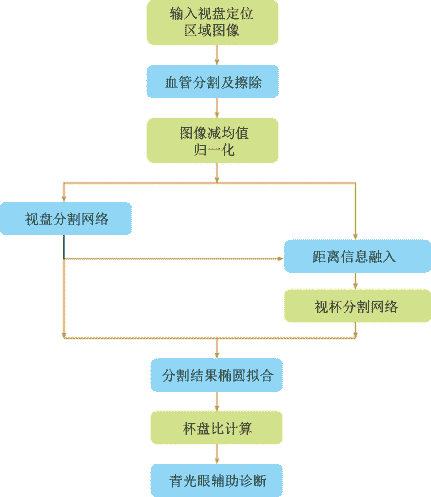 输入视盘定位
区域图像
血管分割及擦除
图像减均值
归一化
视盘分割网络
距离信息融入
视杯分割网络
分割结果椭圆拟合
杯盘比计算
青光眼辅助诊断